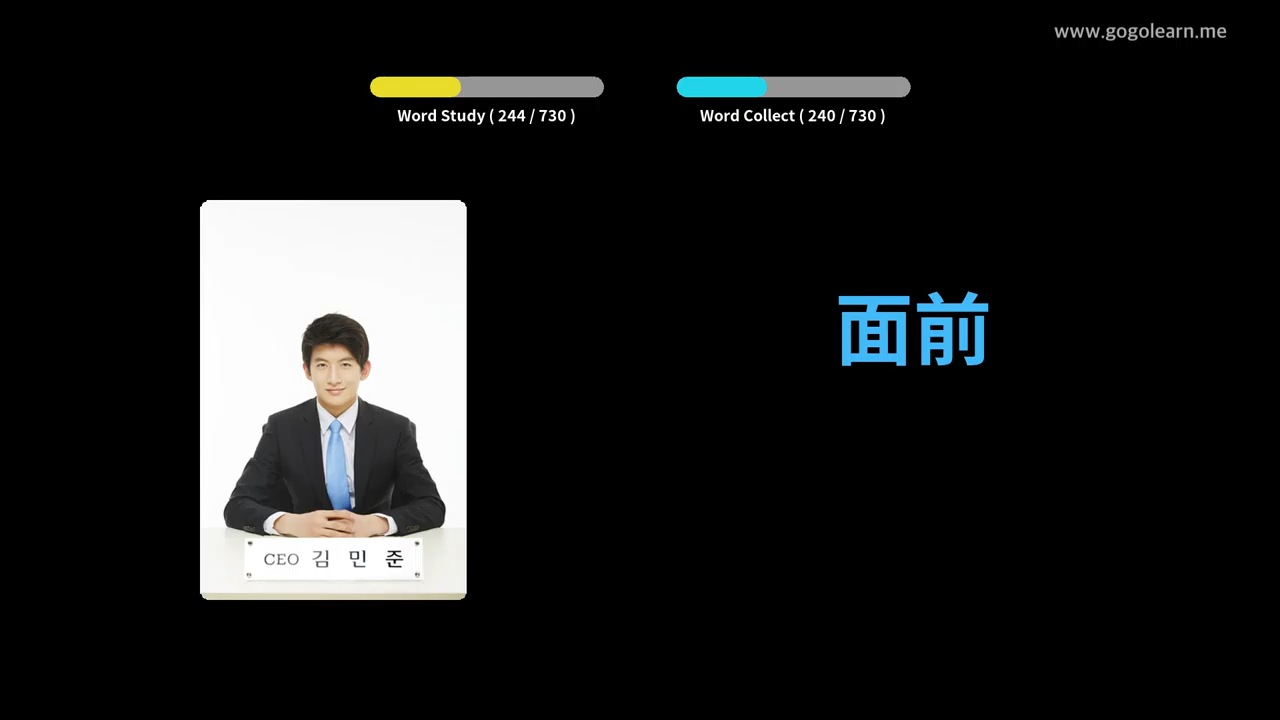 www.gogolearn.me
Word Study ( 244 / 730 )
Word Collect ( 240 / 730 )
面前
CEO 김 민 준